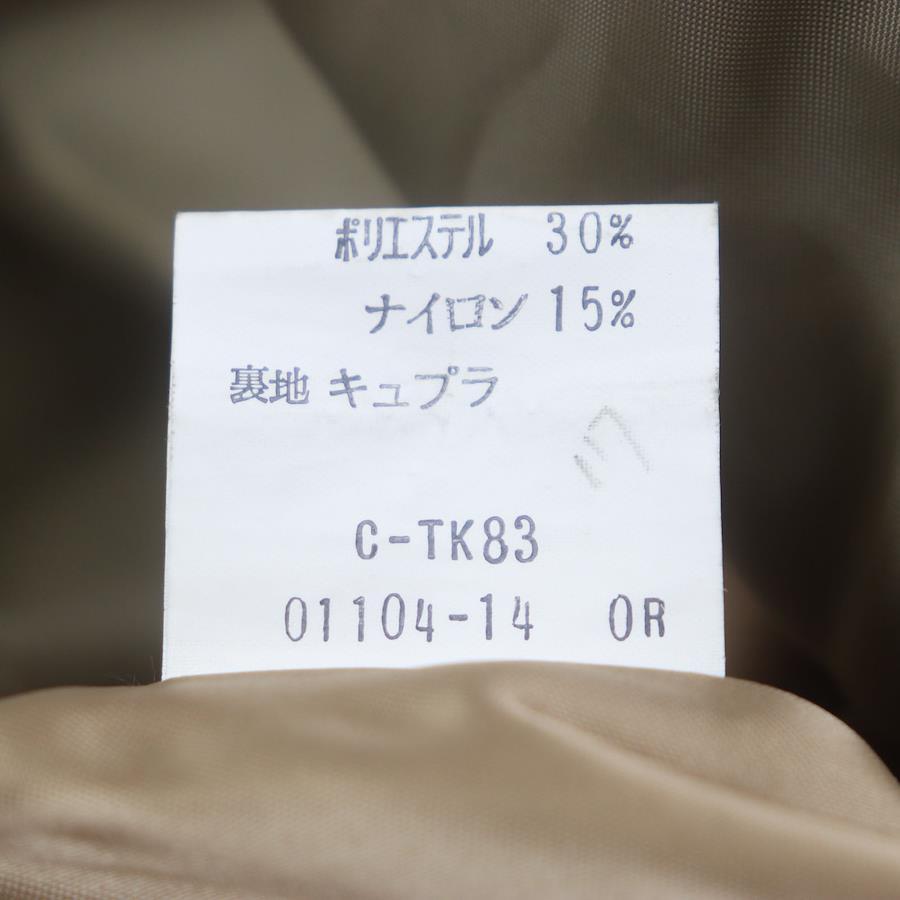 ポリエステル 30%
ナイロン 15%
裏地 キュプラ
C-TK83
01104-14 OR